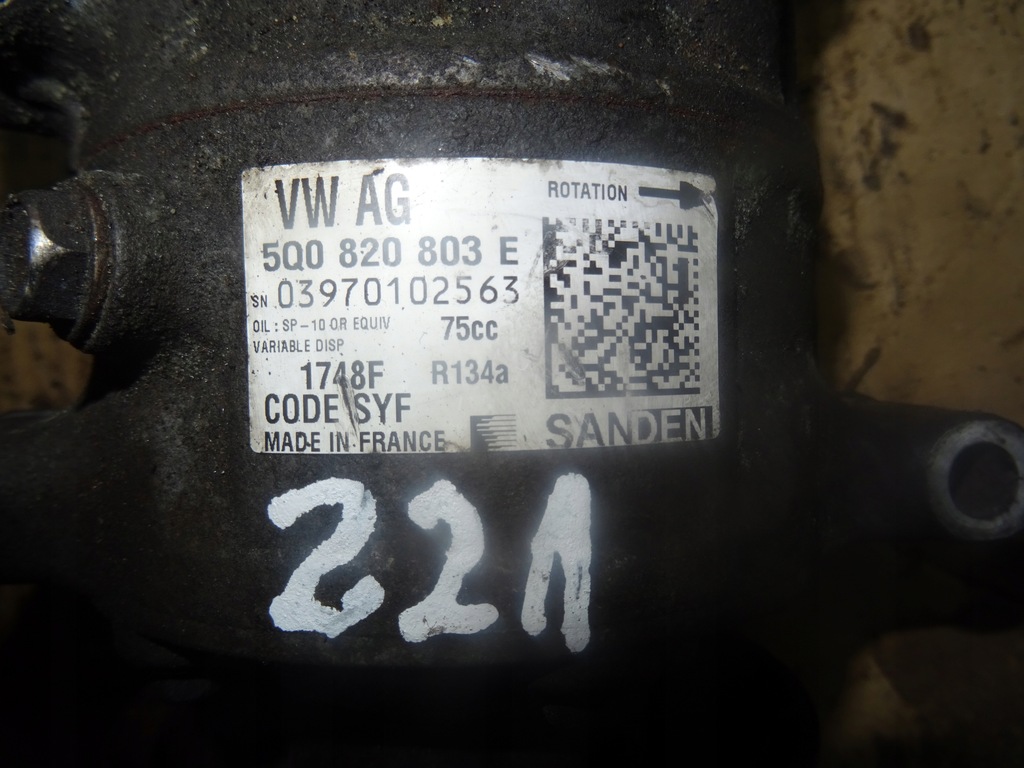 VW AG
ROTATION
5Q0 820 803 E
SN 03970102563
OIL : SP-10 OR EQUIV 75cc
VARIABLE DISP
1748F R134a
CODE SYF
MADE IN FRANCE SANDEN
221